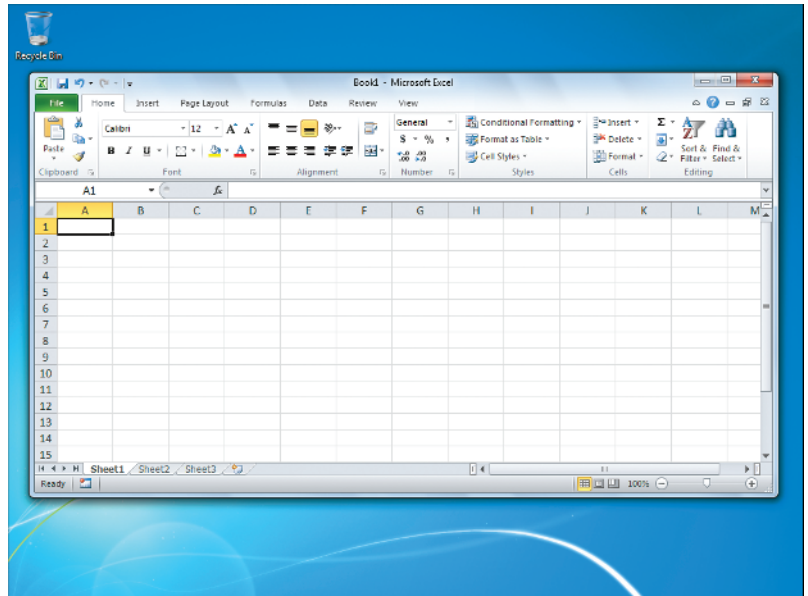 Recycle Bin
Book1 - Microsoft Excel
File Home Insert Page Layout Formulas Data Review View
Calibri 12 A A General Conditional Formatting Insert Σ
Paste B I U A $ % , Format as Table Delete Sort & Find &
.00 .0 Cell Styles Format Filter Select
Clipboard Font Alignment Number Styles Cells Editing
A1 fx
A B C D E F G H I J K L M
1
2
3
4
5
6
7
8
9
10
11
12
13
14
15
Sheet1 Sheet2 Sheet3
Ready 100%